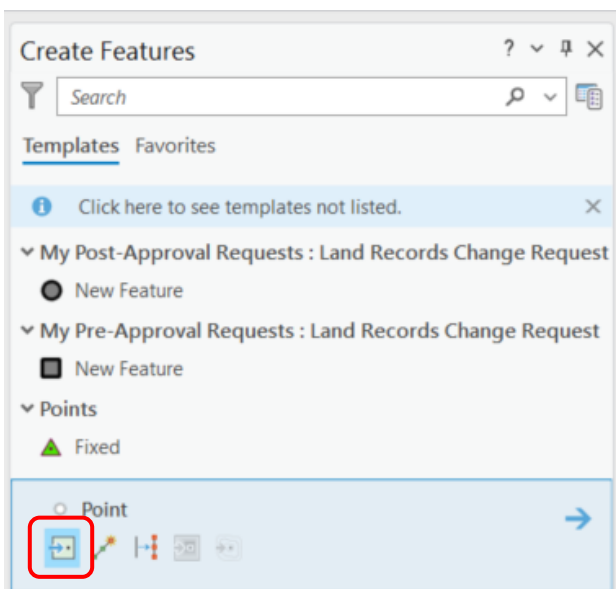 Create Features
Search
Templates Favorites
Click here to see templates not listed.
My Post-Approval Requests : Land Records Change Request
New Feature
My Pre-Approval Requests : Land Records Change Request
New Feature
Points
Fixed
Point